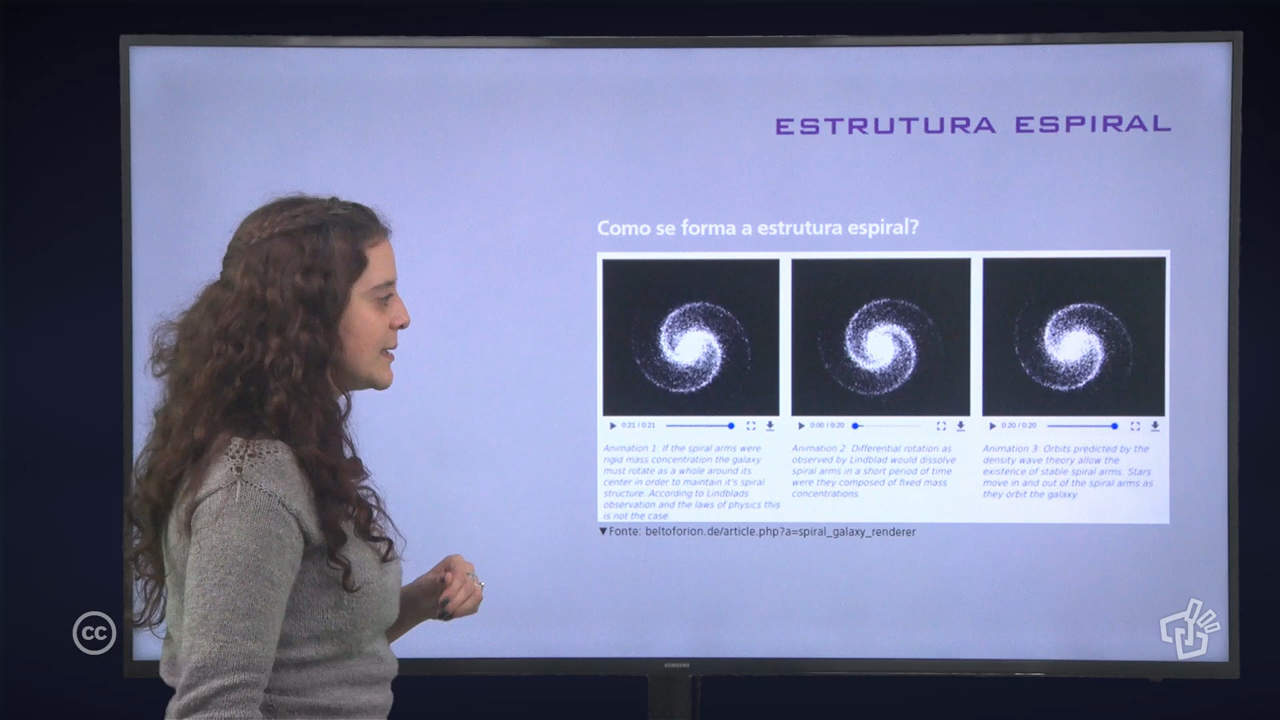 ESTRUTURA ESPIRAL
Como se forma a estrutura espiral?
0:21 / 0:21
0:00 / 0:20
0:20 / 0:20
Animation 1: If the spiral arms were
rigid mass concentration the galaxy
must rotate as a whole around its
center in order to maintain it's spiral
structure. According to Lindblads
observation and the laws of physics this
is not the case.
Animation 2: Differential rotation as
observed by Lindblad would dissolve
spiral arms in a short period of time
were they composed of fixed mass
concentrations.
Animation 3: Orbits predicted by the
density wave theory allow the
existence of stable spiral arms. Stars
move in and out of the spiral arms as
they orbit the galaxy.
▼Fonte: beltoforion.de/article.php?a=spiral_galaxy_renderer
cc
SAMSUNG